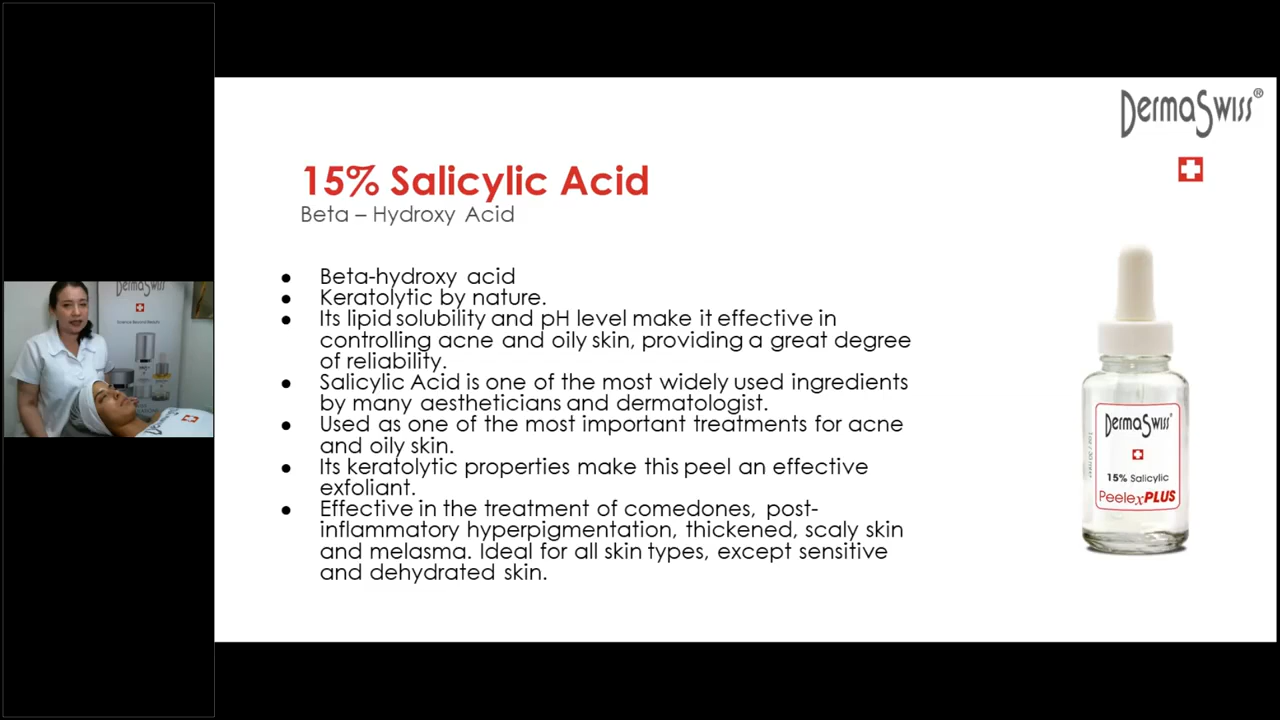 DermaSwiss®
15% Salicylic Acid
Beta – Hydroxy Acid
● Beta-hydroxy acid
● Keratolytic by nature.
● Its lipid solubility and pH level make it effective in
controlling acne and oily skin, providing a great degree
of reliability.
● Salicylic Acid is one of the most widely used ingredients
by many aestheticians and dermatologist.
● Used as one of the most important treatments for acne
and oily skin.
● Its keratolytic properties make this peel an effective
exfoliant.
● Effective in the treatment of comedones, post-
inflammatory hyperpigmentation, thickened, scaly skin
and melasma. Ideal for all skin types, except sensitive
and dehydrated skin.
DermaSwiss
15% Salicylic
PeelexPLUS
DermaSwiss